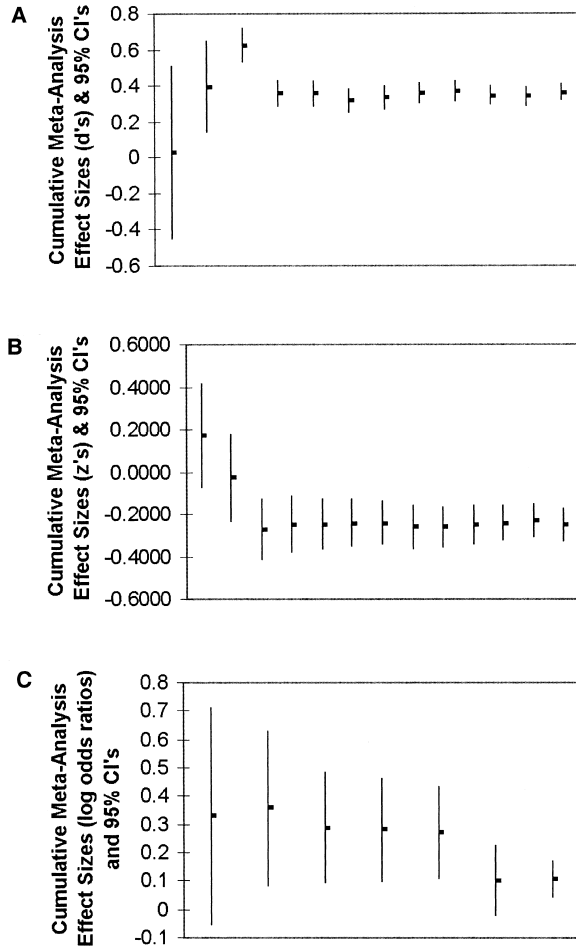 A
Cumulative Meta-Analysis
Effect Sizes (d's) & 95% CI's
0.8
0.6
0.4
0.2
0
-0.2
-0.4
-0.6
B
Cumulative Meta-Analysis
Effect Sizes (z's) & 95% CI's
0.6000
0.4000
0.2000
0.0000
-0.2000
-0.4000
-0.6000
C
Cumulative Meta-Analysis
Effect Sizes (log odds ratios)
and 95% CI's
0.8
0.7
0.6
0.5
0.4
0.3
0.2
0.1
0
-0.1